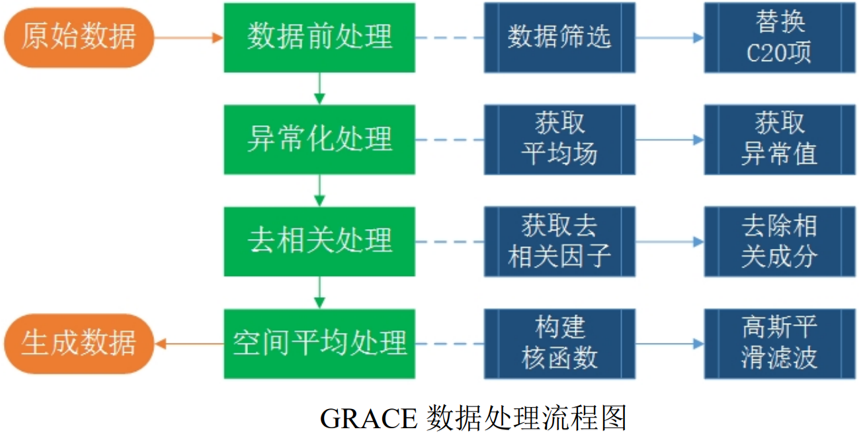 原始数据
数据前处理
数据筛选
替换
C20项
异常化处理
获取
平均场
获取
异常值
去相关处理
获取去
相关因子
去除相
关成分
生成数据
空间平均处理
构建
核函数
高斯平
滑滤波
GRACE 数据处理流程图